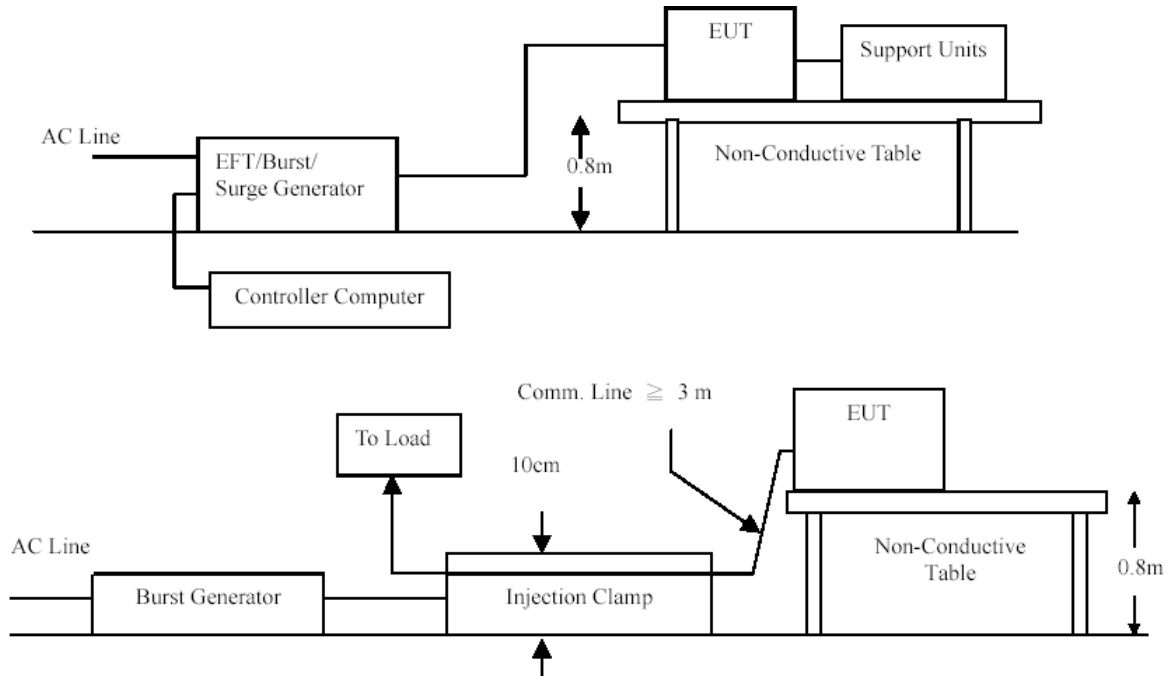 EUT
Support Units
AC Line
EFT/Burst/
Surge Generator
0.8m
Non-Conductive Table
Controller Computer
Comm. Line ≧ 3 m
EUT
To Load
10cm
AC Line
Burst Generator
Injection Clamp
Non-Conductive
Table
0.8m